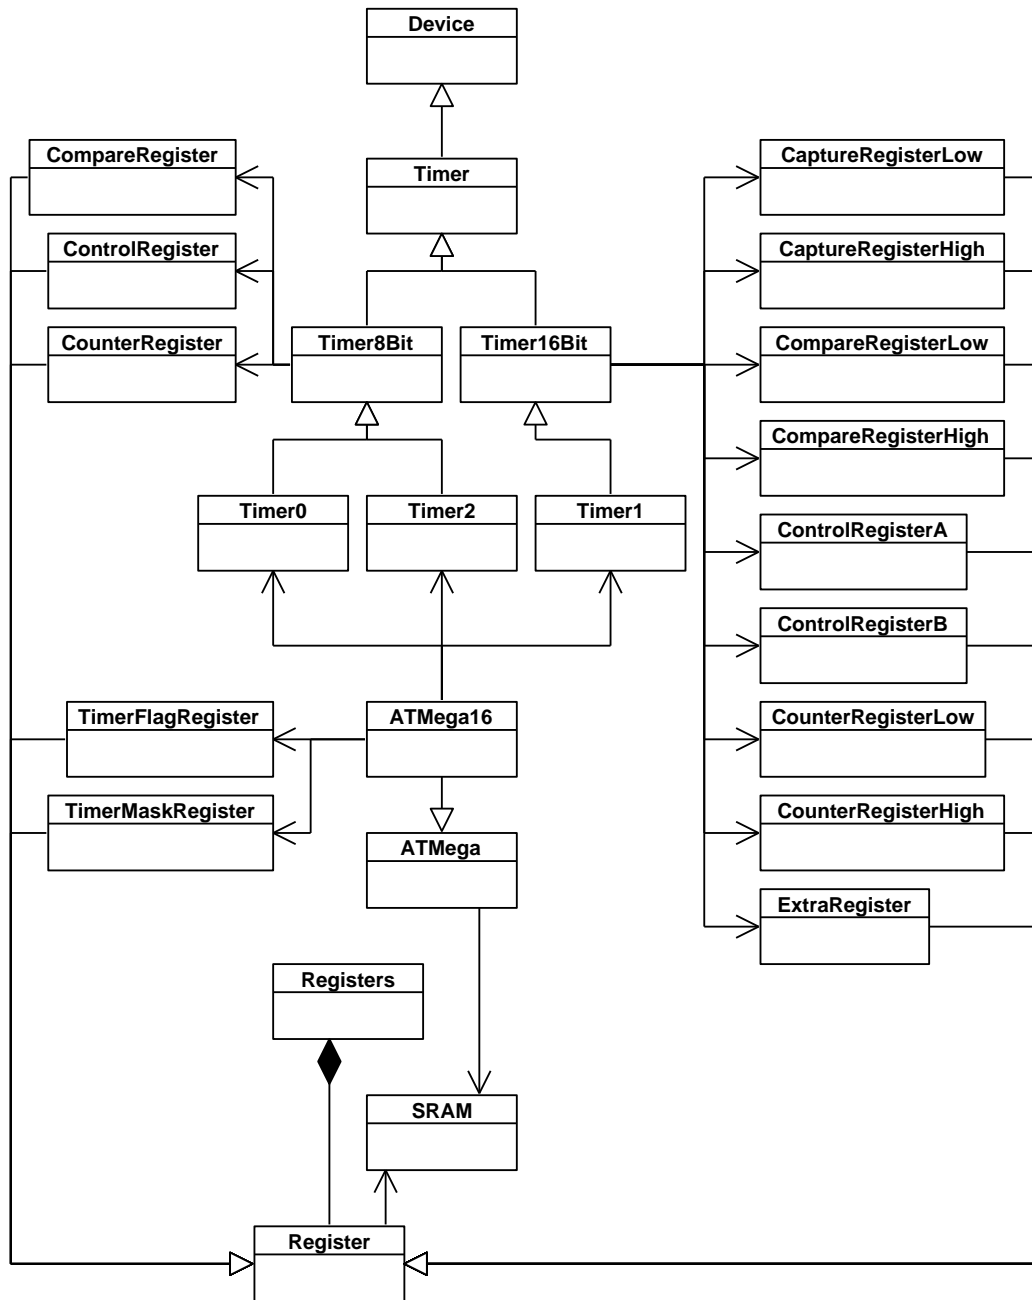 Device
CompareRegister
Timer
CaptureRegisterLow
ControlRegister
CaptureRegisterHigh
CounterRegister
Timer8Bit
Timer16Bit
CompareRegisterLow
CompareRegisterHigh
Timer0
Timer2
Timer1
ControlRegisterA
ControlRegisterB
TimerFlagRegister
ATMega16
CounterRegisterLow
TimerMaskRegister
CounterRegisterHigh
ATMega
ExtraRegister
Registers
SRAM
Register